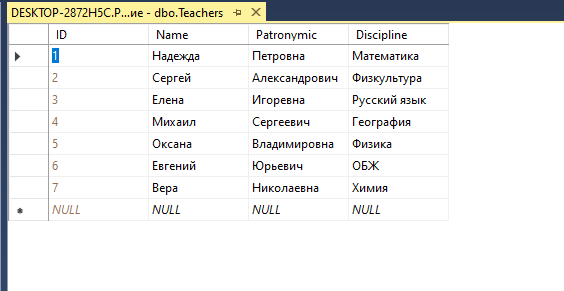 DESKTOP-2872H5C.P...ие - dbo.Teachers
ID Name Patronymic Discipline
1 Надежда Петровна Математика
2 Сергей Александрович Физкультура
3 Елена Игоревна Русский язык
4 Михаил Сергеевич География
5 Оксана Владимировна Физика
6 Евгений Юрьевич ОБЖ
7 Вера Николаевна Химия
NULL NULL NULL NULL